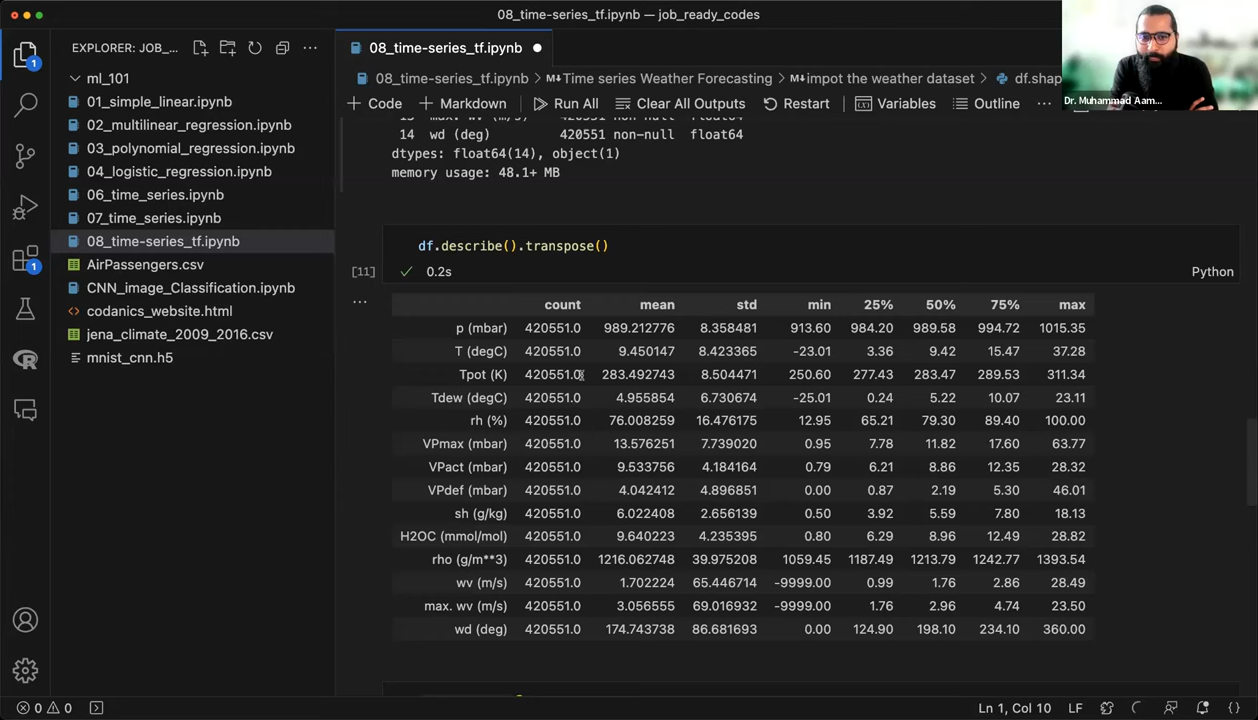 08_time-series_tf.ipynb — job_ready_codes
EXPLORER: JOB_...
08_time-series_tf.ipynb
Dr. Muhammad Aam...
1
ml_101
01_simple_linear.ipynb
02_multilinear_regression.ipynb
03_polynomial_regression.ipynb
04_logistic_regression.ipynb
06_time_series.ipynb
07_time_series.ipynb
08_time-series_tf.ipynb
AirPassengers.csv
CNN_image_Classification.ipynb
codanics_website.html
jena_climate_2009_2016.csv
mnist_cnn.h5
1
08_time-series_tf.ipynb > Time series Weather Forecasting > impot the weather dataset > df.shap
+ Code + Markdown Run All Clear All Outputs Restart Variables Outline ...
13 max. wv (m/s) 420551 non-null float64
14 wd (deg) 420551 non-null float64
dtypes: float64(14), object(1)
memory usage: 48.1+ MB
df.describe().transpose()
[11] 0.2s Python
...
count mean std min 25% 50% 75% max
p (mbar) 420551.0 989.212776 8.358481 913.60 984.20 989.58 994.72 1015.35
T (degC) 420551.0 9.450147 8.423365 -23.01 3.36 9.42 15.47 37.28
Tpot (K) 420551.0 283.492743 8.504471 250.60 277.43 283.47 289.53 311.34
Tdew (degC) 420551.0 4.955854 6.730674 -25.01 0.24 5.22 10.07 23.11
rh (%) 420551.0 76.008259 16.476175 12.95 65.21 79.30 89.40 100.00
VPmax (mbar) 420551.0 13.576251 7.739020 0.95 7.78 11.82 17.60 63.77
VPact (mbar) 420551.0 9.533756 4.184164 0.79 6.21 8.86 12.35 28.32
VPdef (mbar) 420551.0 4.042412 4.896851 0.00 0.87 2.19 5.30 46.01
sh (g/kg) 420551.0 6.022408 2.656139 0.50 3.92 5.59 7.80 18.13
H2OC (mmol/mol) 420551.0 9.640223 4.235395 0.80 6.29 8.96 12.49 28.82
rho (g/m**3) 420551.0 1216.062748 39.975208 1059.45 1187.49 1213.79 1242.77 1393.54
wv (m/s) 420551.0 1.702224 65.446714 -9999.00 0.99 1.76 2.86 28.49
max. wv (m/s) 420551.0 3.056555 69.016932 -9999.00 1.76 2.96 4.74 23.50
wd (deg) 420551.0 174.743738 86.681693 0.00 124.90 198.10 234.10 360.00
0 0 Ln 1, Col 10 LF